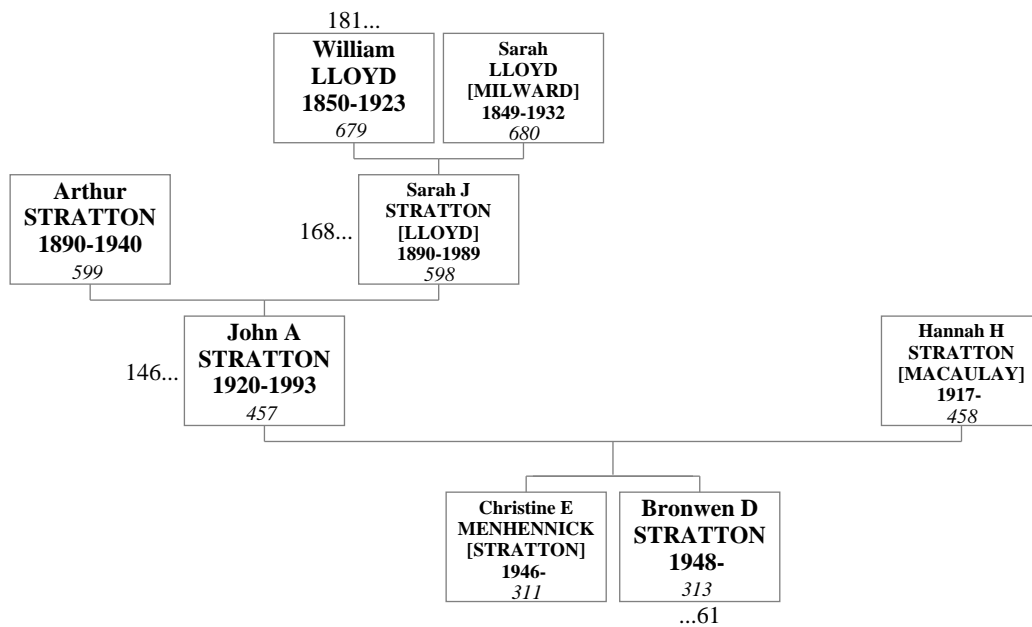 181...
William
LLOYD
1850-1923
679
Sarah
LLOYD
[MILWARD]
1849-1932
680
Arthur
STRATTON
1890-1940
599
168...
Sarah J
STRATTON
[LLOYD]
1890-1989
598
146...
John A
STRATTON
1920-1993
457
Hannah H
STRATTON
[MACAULAY]
1917-
458
Christine E
MENHENNICK
[STRATTON]
1946-
311
Bronwen D
STRATTON
1948-
313
...61